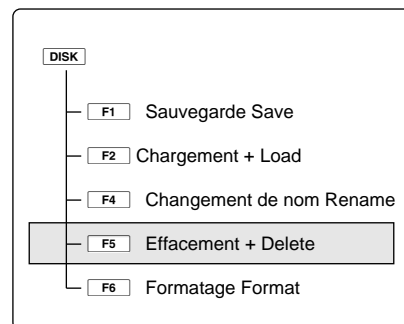 DISK
F1 Sauvegarde Save
F2 Chargement + Load
F4 Changement de nom Rename
F5 Effacement + Delete
F6 Formatage Format